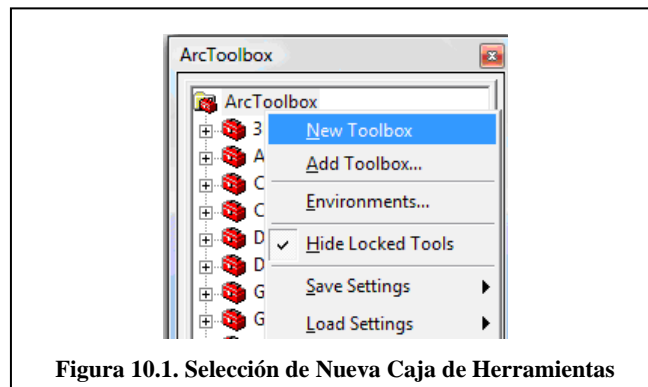 ArcToolbox
ArcToolbox
3
New Toolbox
A
Add Toolbox...
C
C
Environments...
D
Hide Locked Tools
D
G
Save Settings
G
Load Settings
Figura 10.1. Selección de Nueva Caja de Herramientas